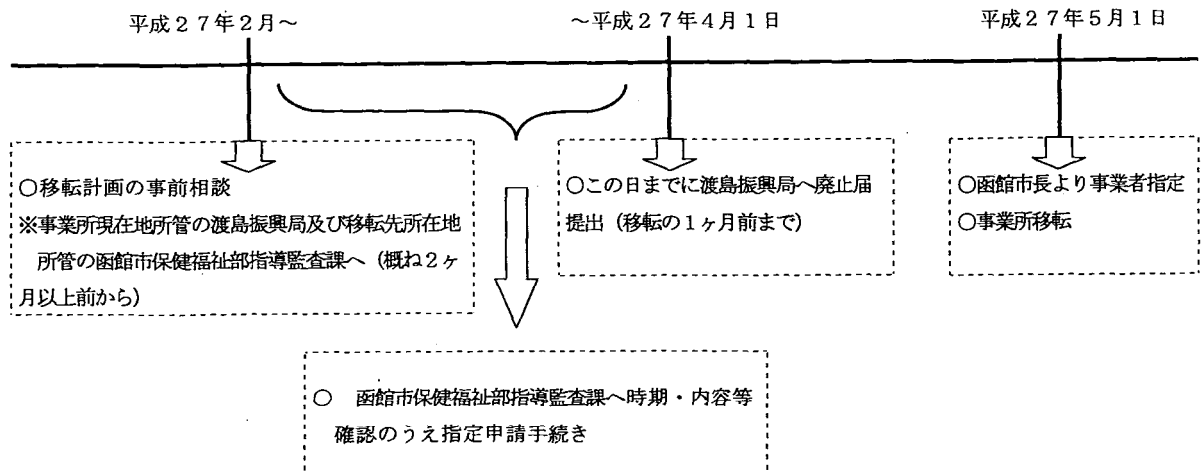 平成27年2月～
～平成27年4月1日
平成27年5月1日
○移転計画の事前相談
※事業所現在地所管の渡島振興局及び移転先所在地
所管の函館市保健福祉部指導監査課へ（概ね2ヶ
月以上前から）
○この日までに渡島振興局へ廃止届
提出（移転の1ヶ月前まで）
○函館市長より事業者指定
○事業所移転
○　函館市保健福祉部指導監査課へ時期・内容等
確認のうえ指定申請手続き